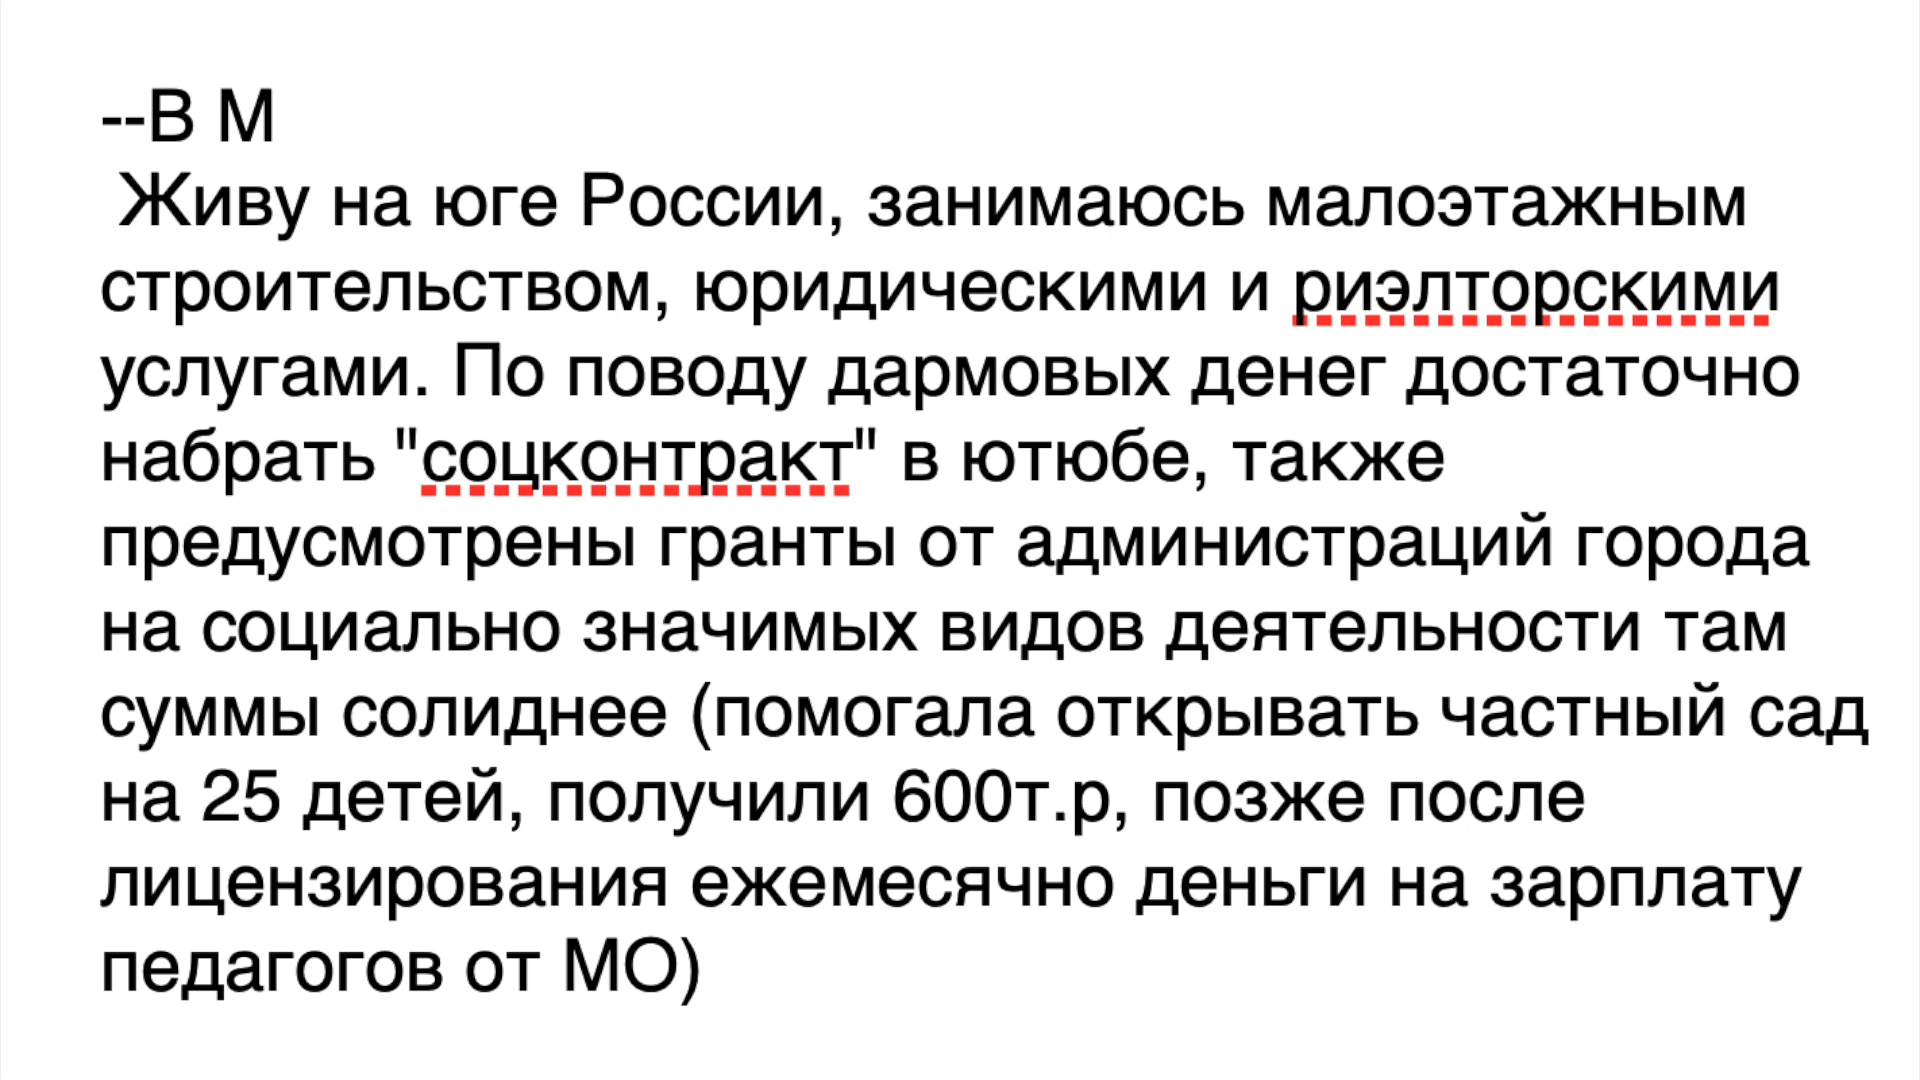 --В М
Живу на юге России, занимаюсь малоэтажным
строительством, юридическими и риэлторскими
услугами. По поводу дармовых денег достаточно
набрать "соцконтракт" в ютюбе, также
предусмотрены гранты от администраций города
на социально значимых видов деятельности там
суммы солиднее (помогала открывать частный сад
на 25 детей, получили 600т.р, позже после
лицензирования ежемесячно деньги на зарплату
педагогов от МО)